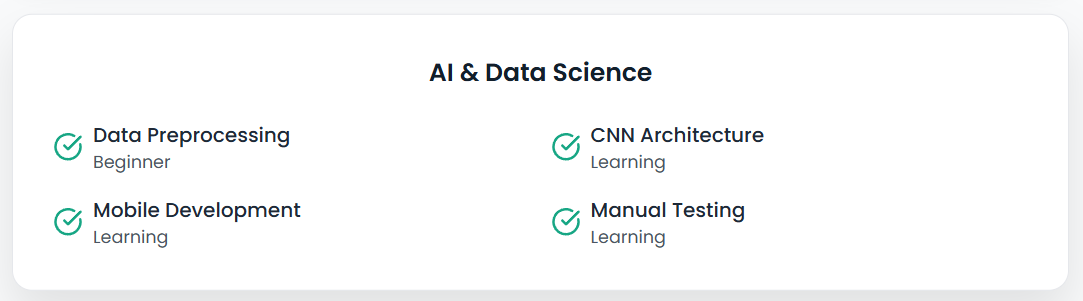 AI & Data Science
Data Preprocessing
Beginner
CNN Architecture
Learning
Mobile Development
Learning
Manual Testing
Learning